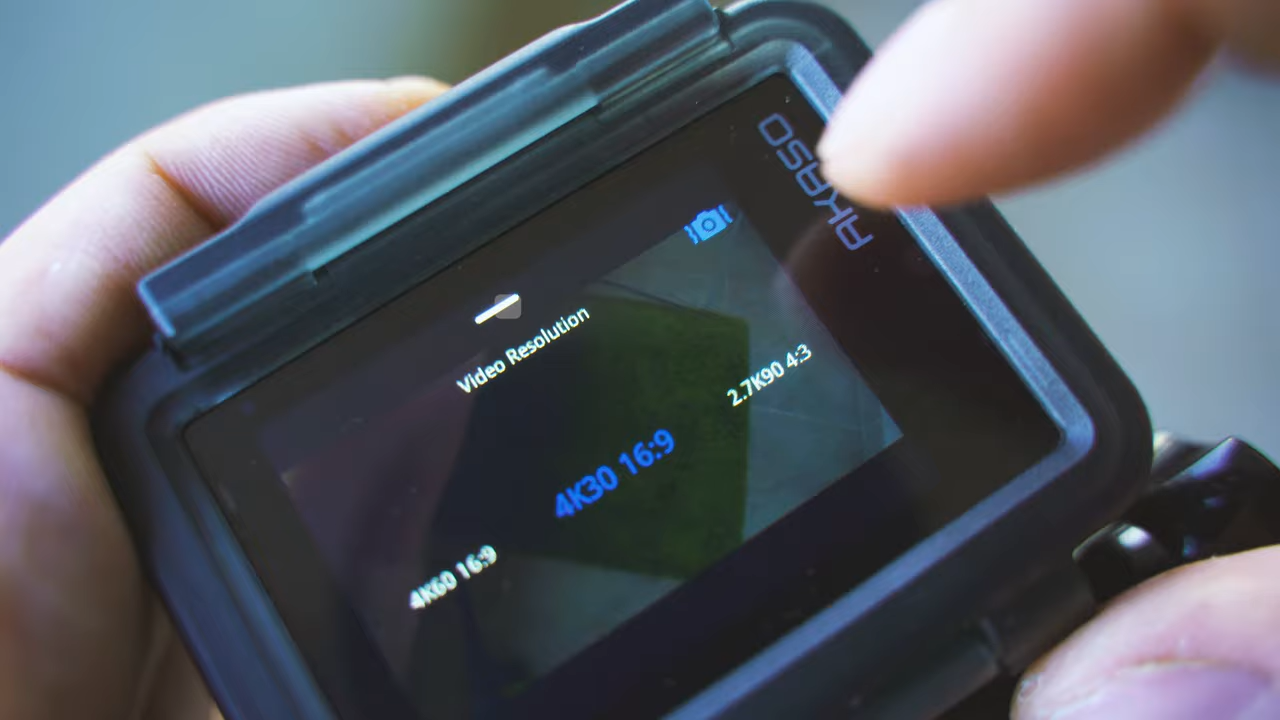 AKASO
Video Resolution
4K60 16:9
4K30 16:9
2.7K90 4:3